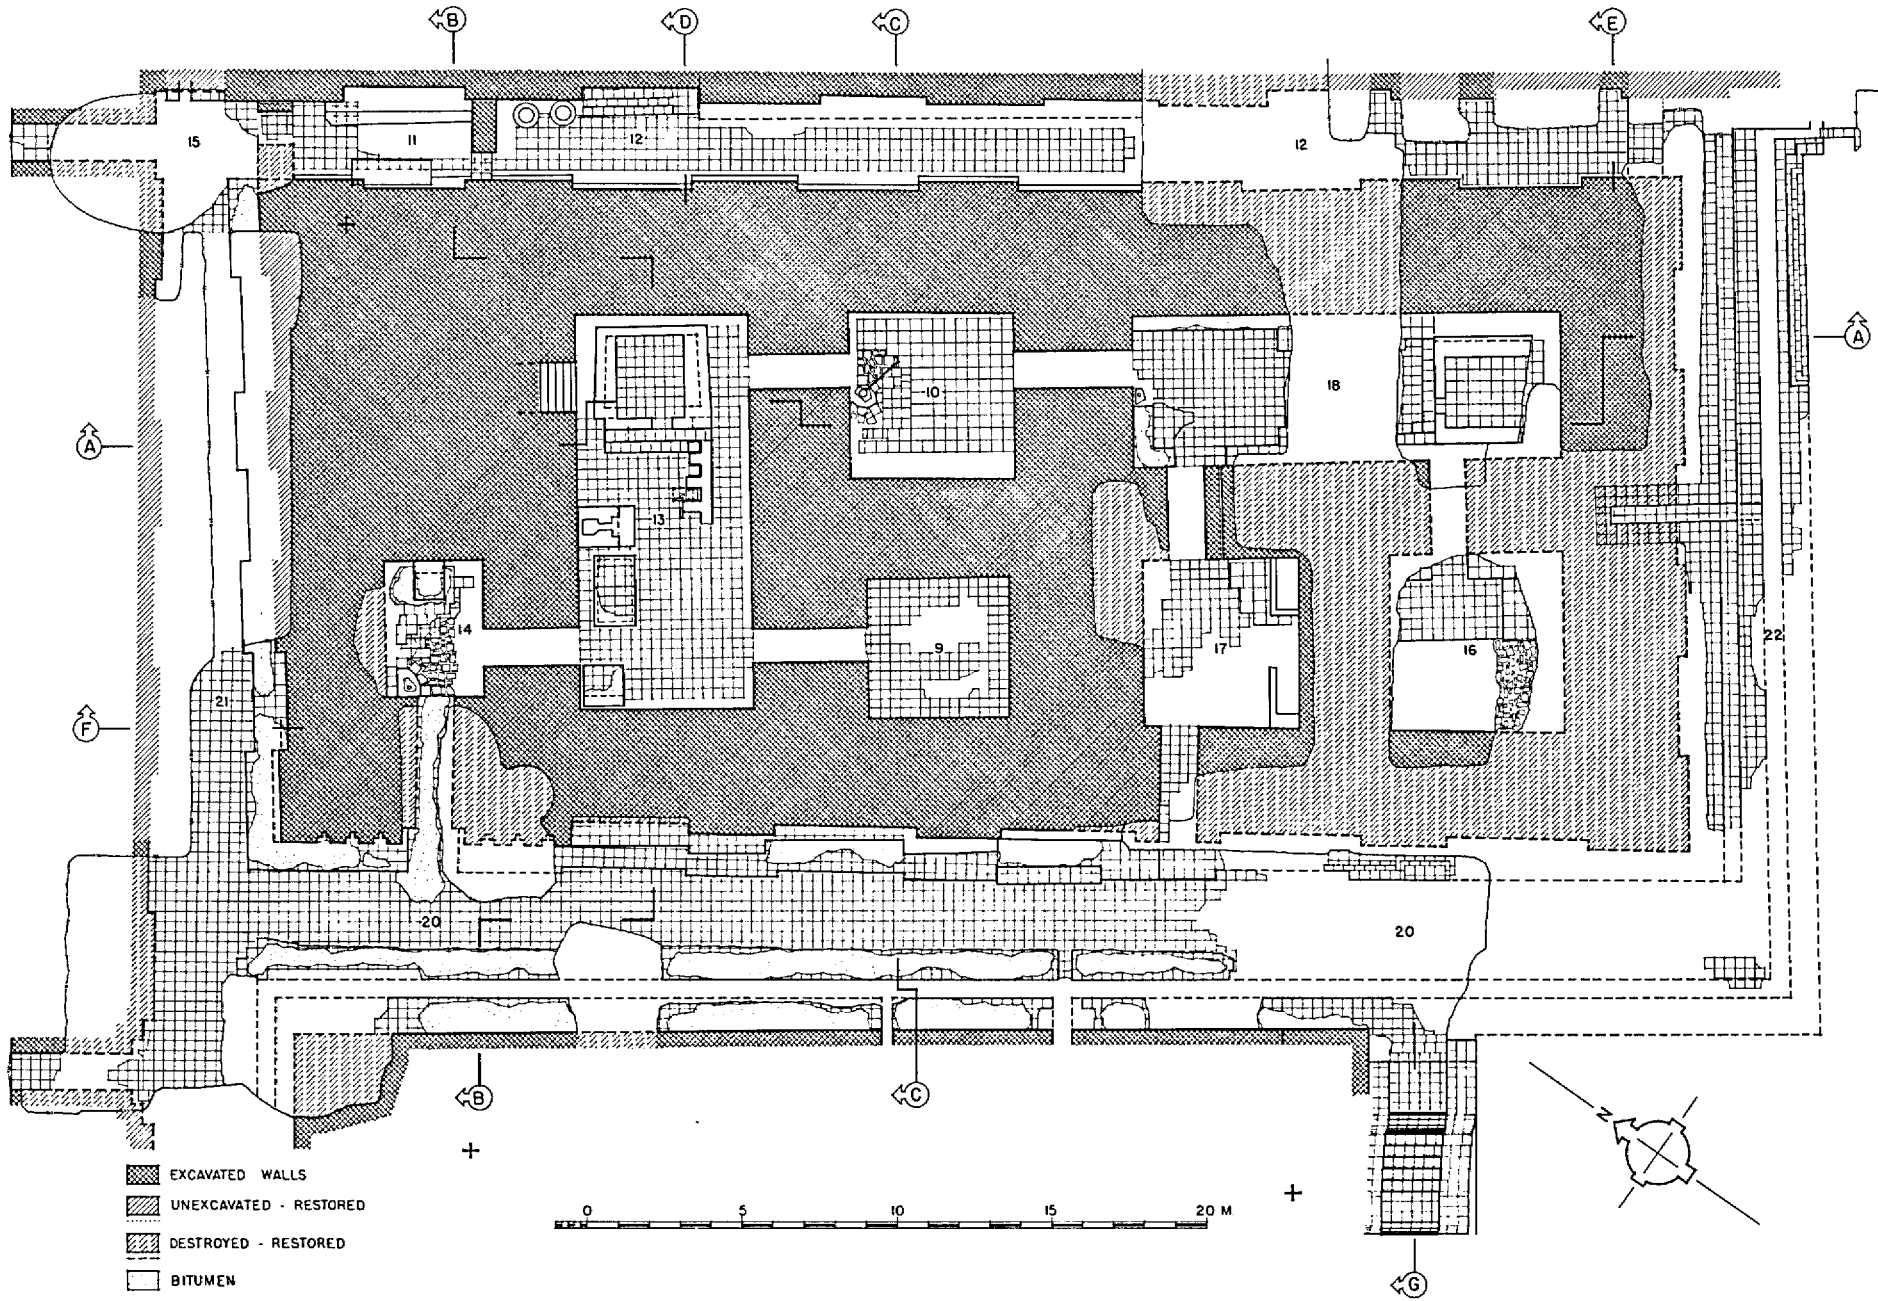 B D C E
15 11 12 12
A
18
10
A
13
14
9 17 16 22
21
F
20 20
B C
N
EXCAVATED WALLS
UNEXCAVATED - RESTORED
DESTROYED - RESTORED
BITUMEN
0 5 10 15 20 M
G